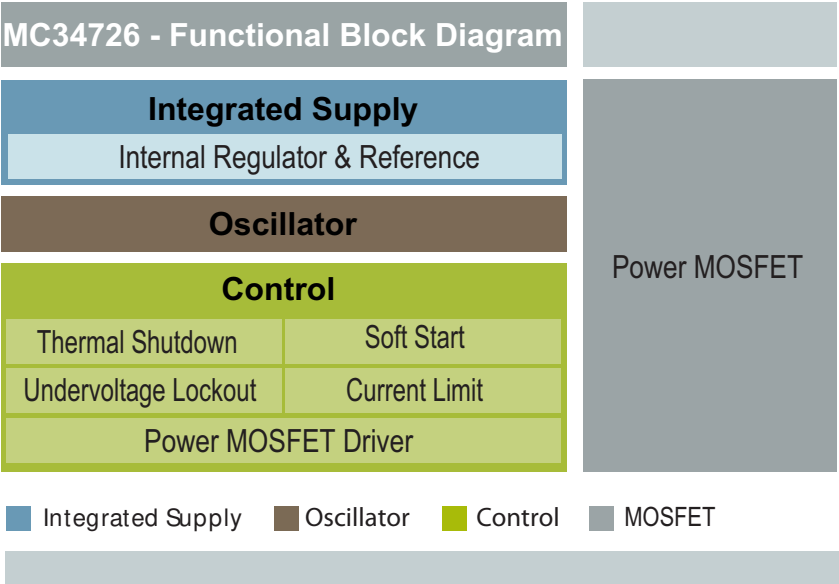 MC34726 - Functional Block Diagram
Integrated Supply
Internal Regulator & Reference
Oscillator
Control
Thermal Shutdown
Soft Start
Undervoltage Lockout
Current Limit
Power MOSFET Driver
Power MOSFET
Integrated Supply
Oscillator
Control
MOSFET